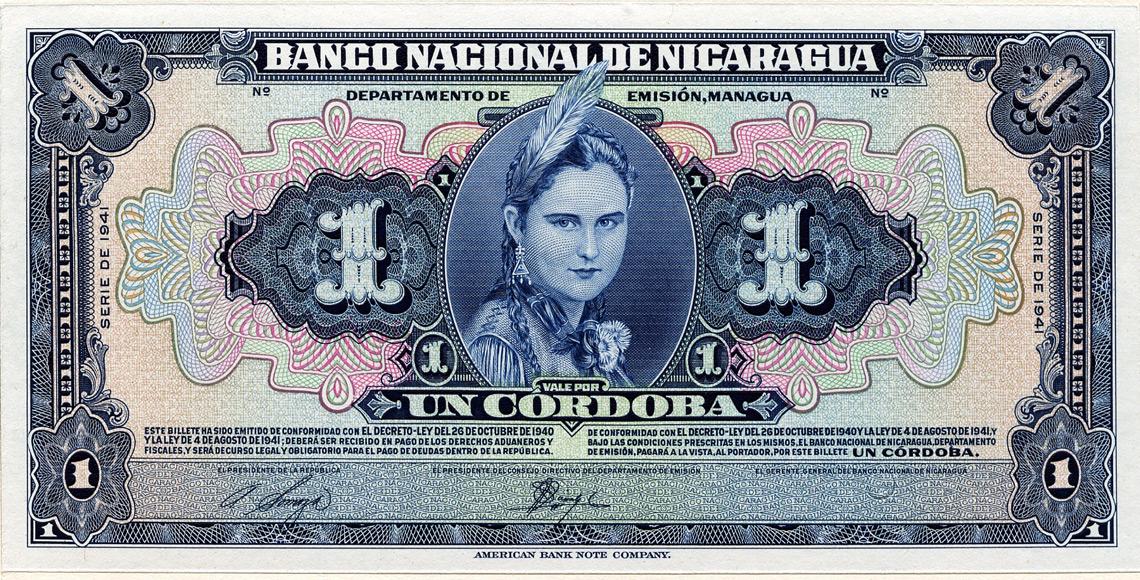 BANCO NACIONAL DE NICARAGUA
Nº DEPARTAMENTO DE EMISIÓN, MANAGUA Nº
1
1
SERIE DE 1941
SERIE DE 1941
1 1
1 1
1 1
VALE POR
UN CÓRDOBA
ESTE BILLETE HA SIDO EMITIDO DE CONFORMIDAD CON EL DECRETO-LEY DEL 26 DE OCTUBRE DE 1940
Y LA LEY DE 4 DE AGOSTO DE 1941; DEBERÁ SER RECIBIDO EN PAGO DE LOS DERECHOS ADUANEROS Y
FISCALES, Y SERÁ DE CURSO LEGAL Y OBLIGATORIO PARA EL PAGO DE DEUDAS DENTRO DE LA REPÚBLICA.
DE CONFORMIDAD CON EL DECRETO-LEY DEL 26 DE OCTUBRE DE 1940 Y LA LEY DE 4 DE AGOSTO DE 1941, Y
BAJO LAS CONDICIONES PRESCRITAS EN LOS MISMOS, EL BANCO NACIONAL DE NICARAGUA, DEPARTAMENTO
DE EMISIÓN, PAGARÁ A LA VISTA, AL PORTADOR, POR ESTE BILLETE UN CÓRDOBA.
EL PRESIDENTE DE LA REPÚBLICA
EL PRESIDENTE DEL CONSEJO DIRECTIVO DEL DEPARTAMENTO DE EMISIÓN
EL GERENTE GENERAL DEL BANCO NACIONAL DE NICARAGUA
1 1
1 1
AMERICAN BANK NOTE COMPANY.